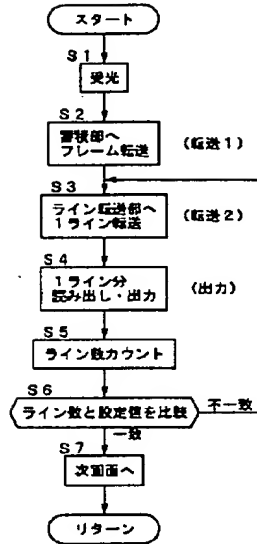 スタート
S1
受光
S2
蓄積部へ
フレーム転送
(転送1)
S3
ライン転送部へ
1ライン転送
(転送2)
S4
1ライン分
読み出し・出力
(出力)
S5
ライン数カウント
S6
ライン数と設定値を比較
不一致
一致
S7
次画面へ
リターン